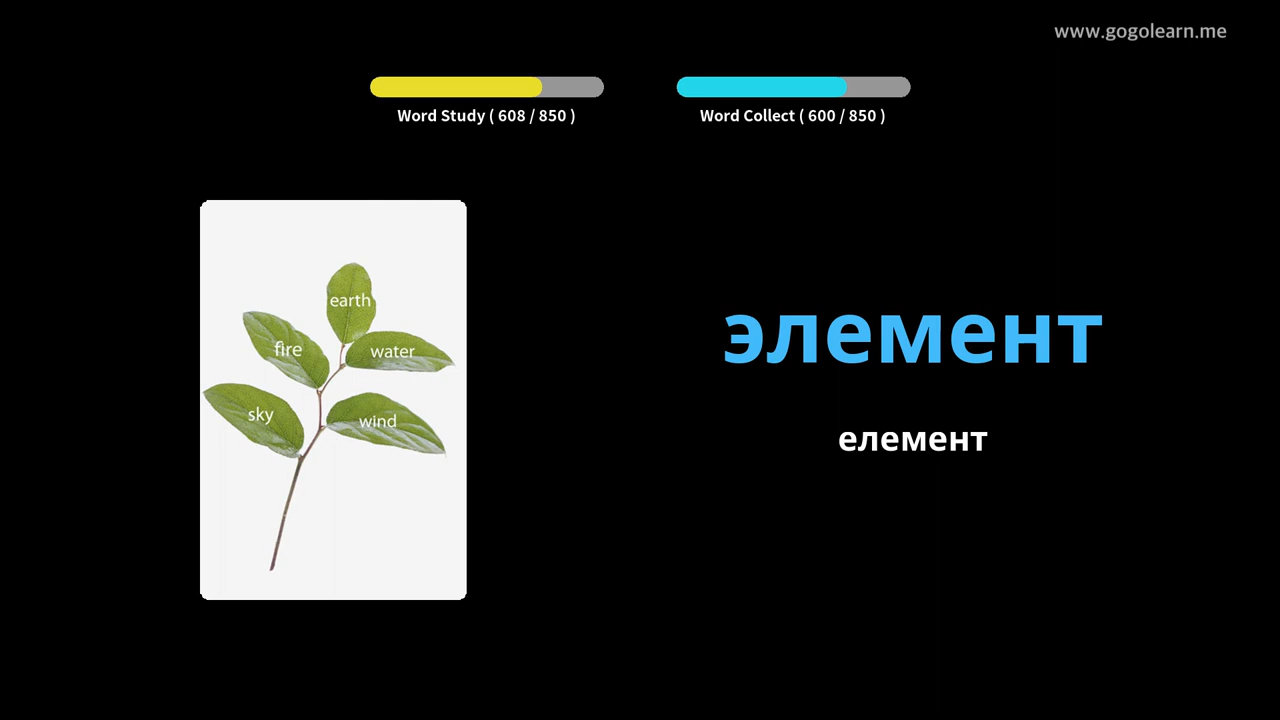 www.gogolearn.me
Word Study ( 608 / 850 )
Word Collect ( 600 / 850 )
earth
fire
water
sky
wind
элемент
елемент